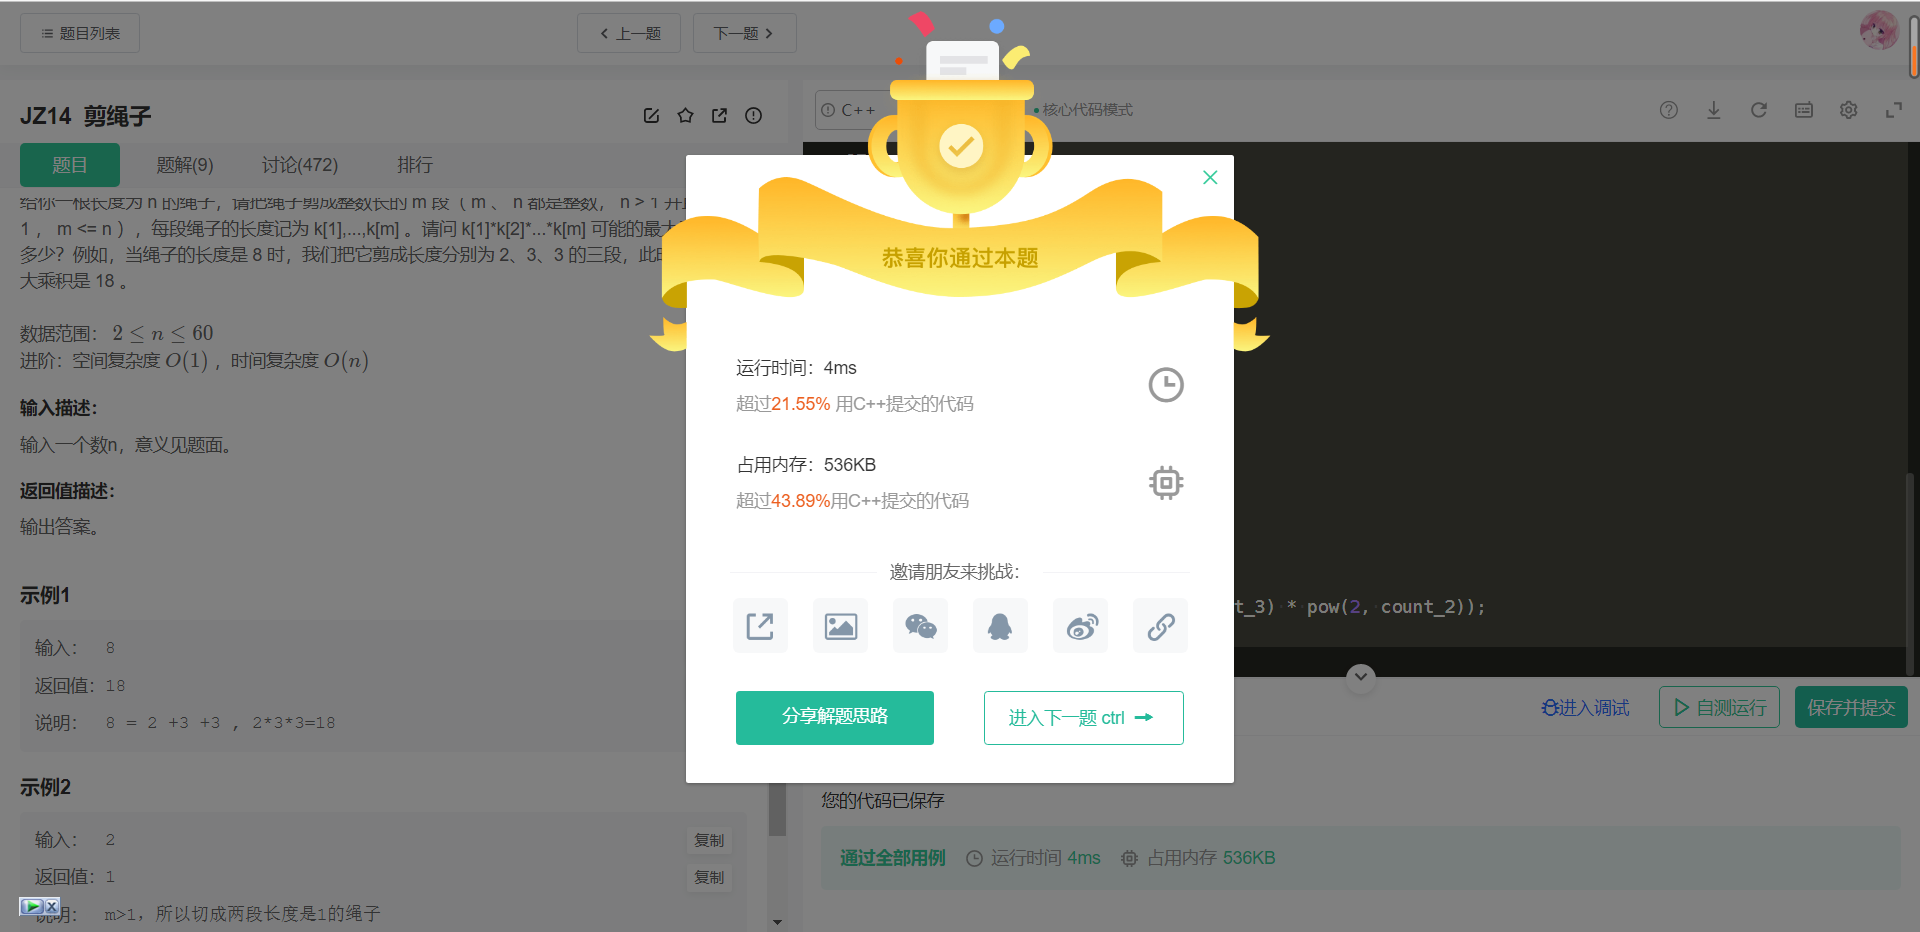 题目列表
上一题
下一题
JZ14 剪绳子
C++
核心代码模式
题目
题解(9)
讨论(472)
排行
给你一根长度为 n 的绳子，请把绳子剪成整数长的 m 段（ m 、 n 都是整数， n > 1 并
1 ， m <= n ），每段绳子的长度记为 k[1],...,k[m] 。请问 k[1]*k[2]*...*k[m] 可能的最大
多少？例如，当绳子的长度是 8 时，我们把它剪成长度分别为 2、3、3 的三段，此
大乘积是 18 。
数据范围： 2 ≤ n ≤ 60
进阶：空间复杂度 O(1) ，时间复杂度 O(n)
输入描述：
输入一个数n，意义见题面。
返回值描述：
输出答案。
示例1
输入： 8
返回值：18
说明： 8 = 2 +3 +3 , 2*3*3=18
示例2
输入： 2
复制
返回值：1
复制
说明： m>1，所以切成两段长度是1的绳子
恭喜你通过本题
运行时间：4ms
超过21.55% 用C++提交的代码
占用内存：536KB
超过43.89%用C++提交的代码
邀请朋友来挑战：
分享解题思路
进入下一题 ctrl
t_3) * pow(2, count_2));
进入调试
自测运行
保存并提交
您的代码已保存
通过全部用例
运行时间 4ms
占用内存 536KB